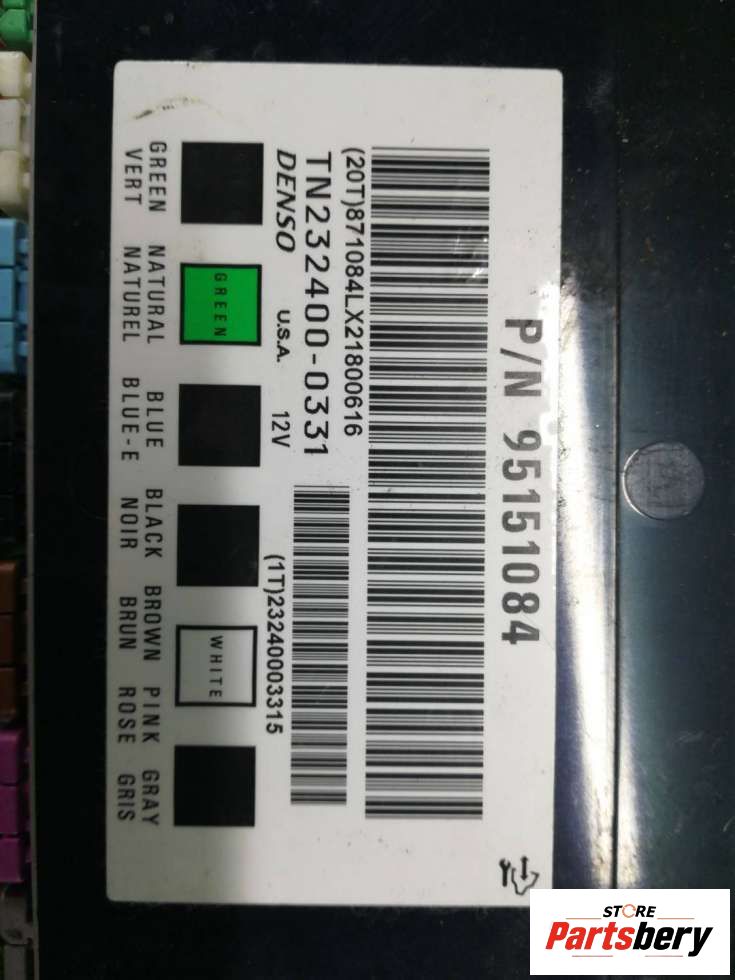 P/N 95151084
(20T)871084LX21800616
TN232400-0331
(1T)23240003315
DENSO U.S.A. 12V
GREEN WHITE
GREEN NATURAL BLUE BLACK BROWN PINK GRAY
VERT NATUREL BLUE-E NOIR BRUN ROSE GRIS
STORE
Partsbery